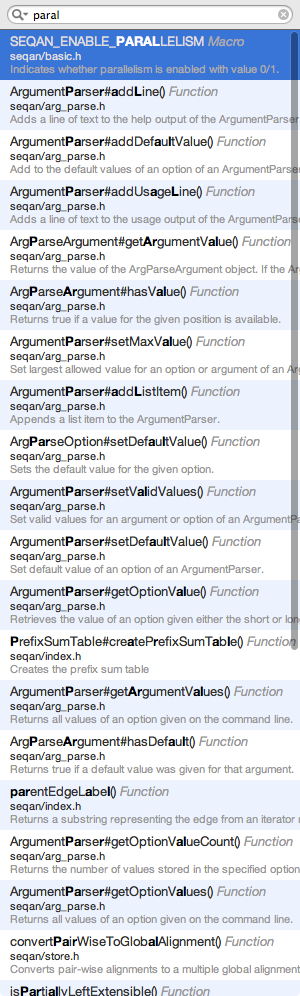 paral
SEQAN_ENABLE_PARALLELISM Macro
seqan/basic.h
Indicates whether parallelism is enabled with value 0/1.
ArgumentParser#addLine() Function
seqan/arg_parse.h
Adds a line of text to the help output of the ArgumentParser
ArgumentParser#addDefaultValue() Function
seqan/arg_parse.h
Add to the default values of an option of an ArgumentParser
ArgumentParser#addUsageLine() Function
seqan/arg_parse.h
Adds a line of text to the usage output of the ArgumentPars
ArgParseArgument#getArgumentValue() Function
seqan/arg_parse.h
Returns the value of the ArgParseArgument object. If the Ar
ArgParseArgument#hasValue() Function
seqan/arg_parse.h
Returns true if a value for the given position is available.
ArgumentParser#setMaxValue() Function
seqan/arg_parse.h
Set largest allowed value for an option or argument of an Ar
ArgumentParser#addListItem() Function
seqan/arg_parse.h
Appends a list item to the ArgumentParser.
ArgParseOption#setDefaultValue() Function
seqan/arg_parse.h
Sets the default value for the given option.
ArgumentParser#setValidValues() Function
seqan/arg_parse.h
Set valid values for an argument or option of an ArgumentPa
ArgumentParser#setDefaultValue() Function
seqan/arg_parse.h
Set default value of an option of an ArgumentParser.
ArgumentParser#getOptionValue() Function
seqan/arg_parse.h
Retrieves the value of an option given either the short or lon
PrefixSumTable#createPrefixSumTable() Function
seqan/index.h
Creates the prefix sum table
ArgumentParser#getArgumentValues() Function
seqan/arg_parse.h
Returns all values of an option given on the command line.
ArgParseArgument#hasDefault() Function
seqan/arg_parse.h
Returns true if a default value was given for that argument.
parentEdgeLabel() Function
seqan/index.h
Returns a substring representing the edge from an iterator n
ArgumentParser#getOptionValueCount() Function
seqan/arg_parse.h
Returns the number of values stored in the specified option
ArgumentParser#getOptionValues() Function
seqan/arg_parse.h
Returns all values of an option given on the command line.
convertPairWiseToGlobalAlignment() Function
seqan/store.h
Converts pair-wise alignments to a multiple global alignment
isPartiallyLeftExtensible() Function